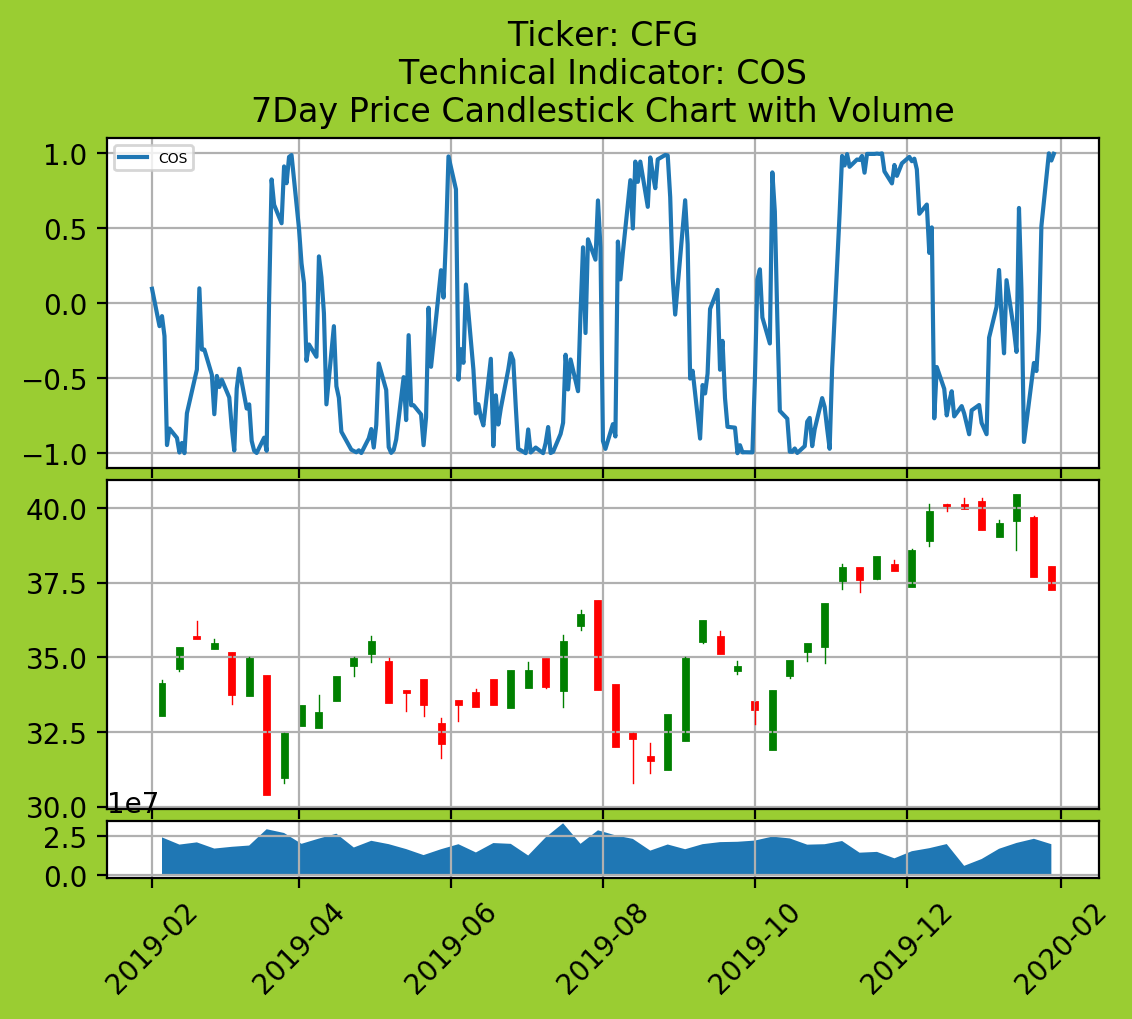 Ticker: CFG
Technical Indicator: COS
7Day Price Candlestick Chart with Volume
COS
1.0
0.5
0.0
−0.5
−1.0
40.0
37.5
35.0
32.5
30.0
1e7
2.5
0.0
2019-02 2019-04 2019-06 2019-08 2019-10 2019-12 2020-02